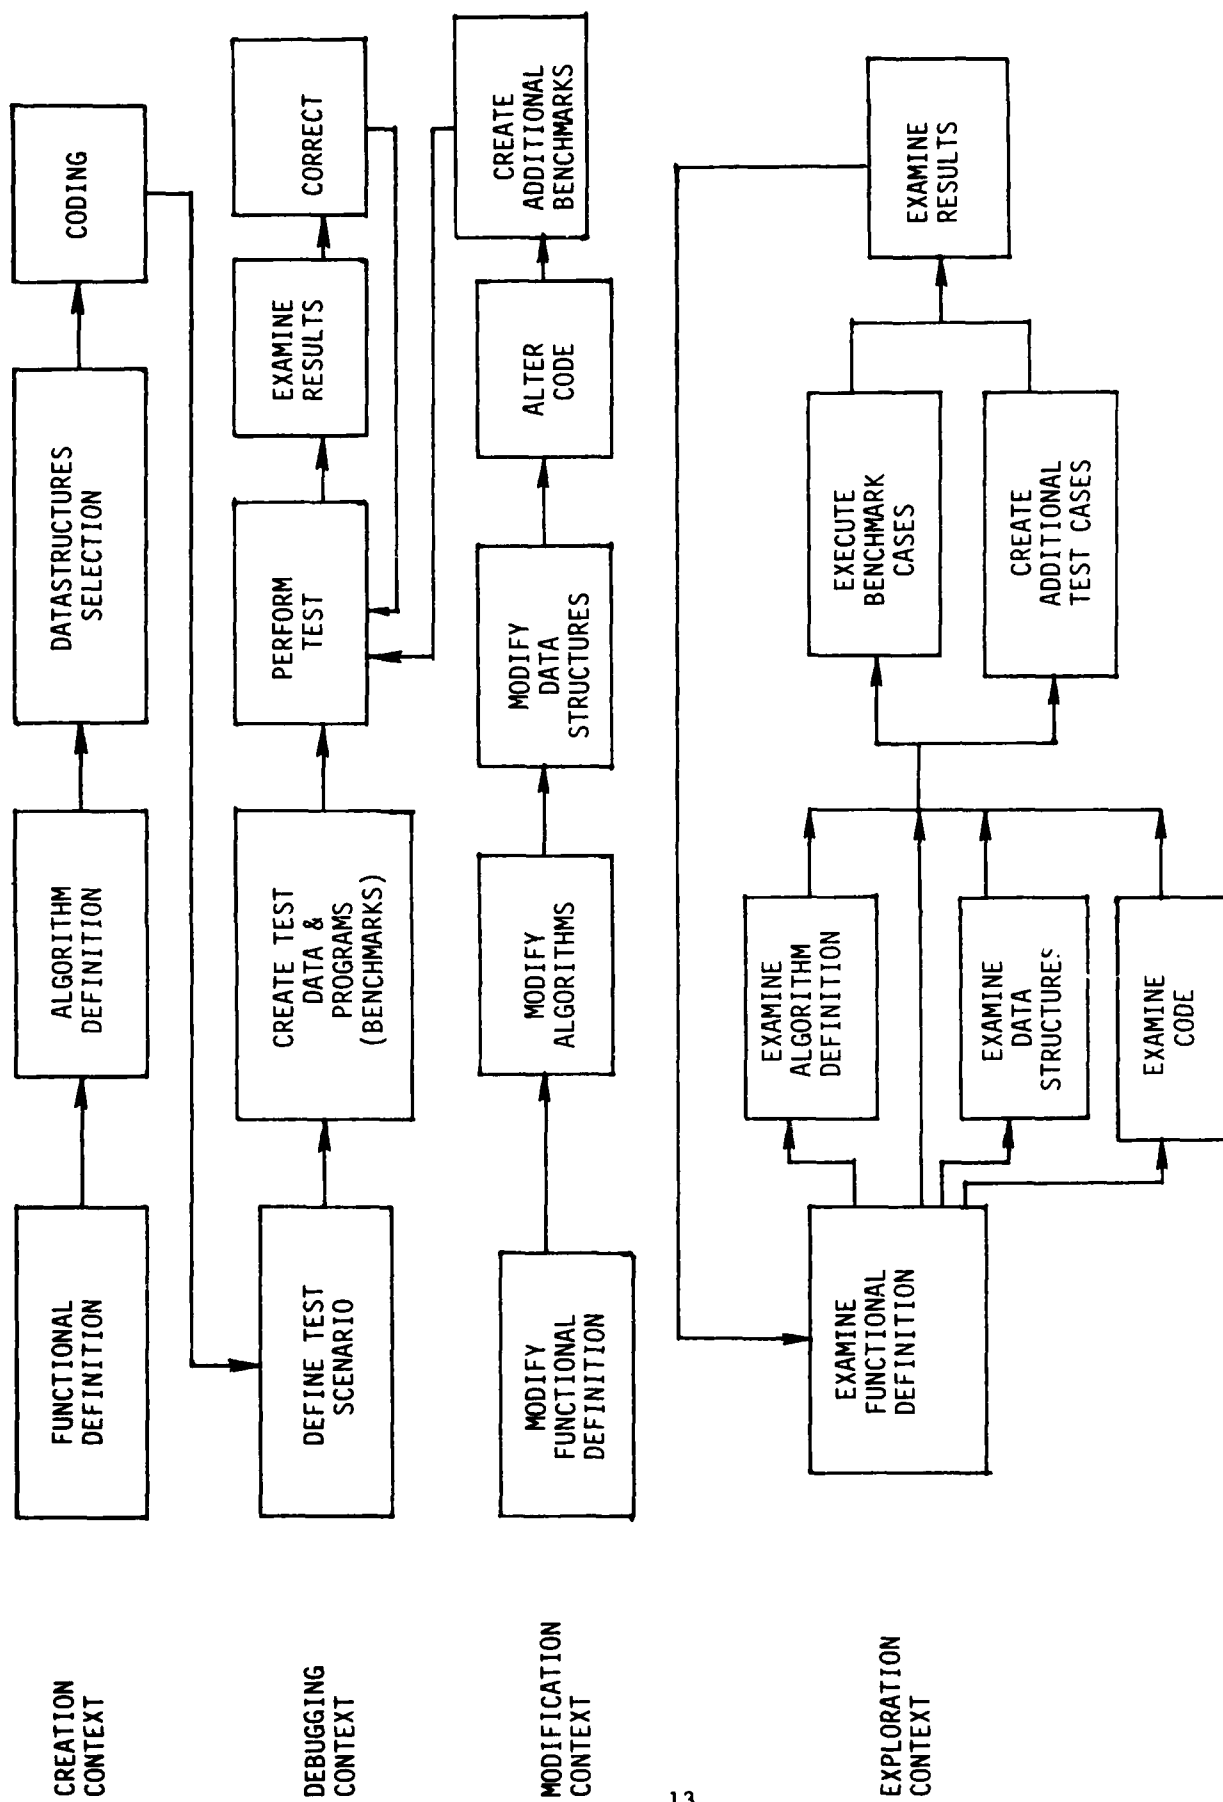 CREATION
CONTEXT
FUNCTIONAL
DEFINITION
ALGORITHM
DEFINITION
DATASTRUCTURES
SELECTION
CODING
DEBUGGING
CONTEXT
DEFINE TEST
SCENARIO
CREATE TEST
DATA &
PROGRAMS
(BENCHMARKS)
PERFORM
TEST
EXAMINE
RESULTS
CORRECT
MODIFICATION
CONTEXT
MODIFY
FUNCTIONAL
DEFINITION
MODIFY
ALGORITHMS
MODIFY
DATA
STRUCTURES
ALTER
CODE
CREATE
ADDITIONAL
BENCHMARKS
EXPLORATION
CONTEXT
EXAMINE
FUNCTIONAL
DEFINITION
EXAMINE
ALGORITHM
DEFINITION
EXAMINE
DATA
STRUCTURES
EXAMINE
CODE
EXECUTE
BENCHMARK
CASES
CREATE
ADDITIONAL
TEST CASES
EXAMINE
RESULTS
13